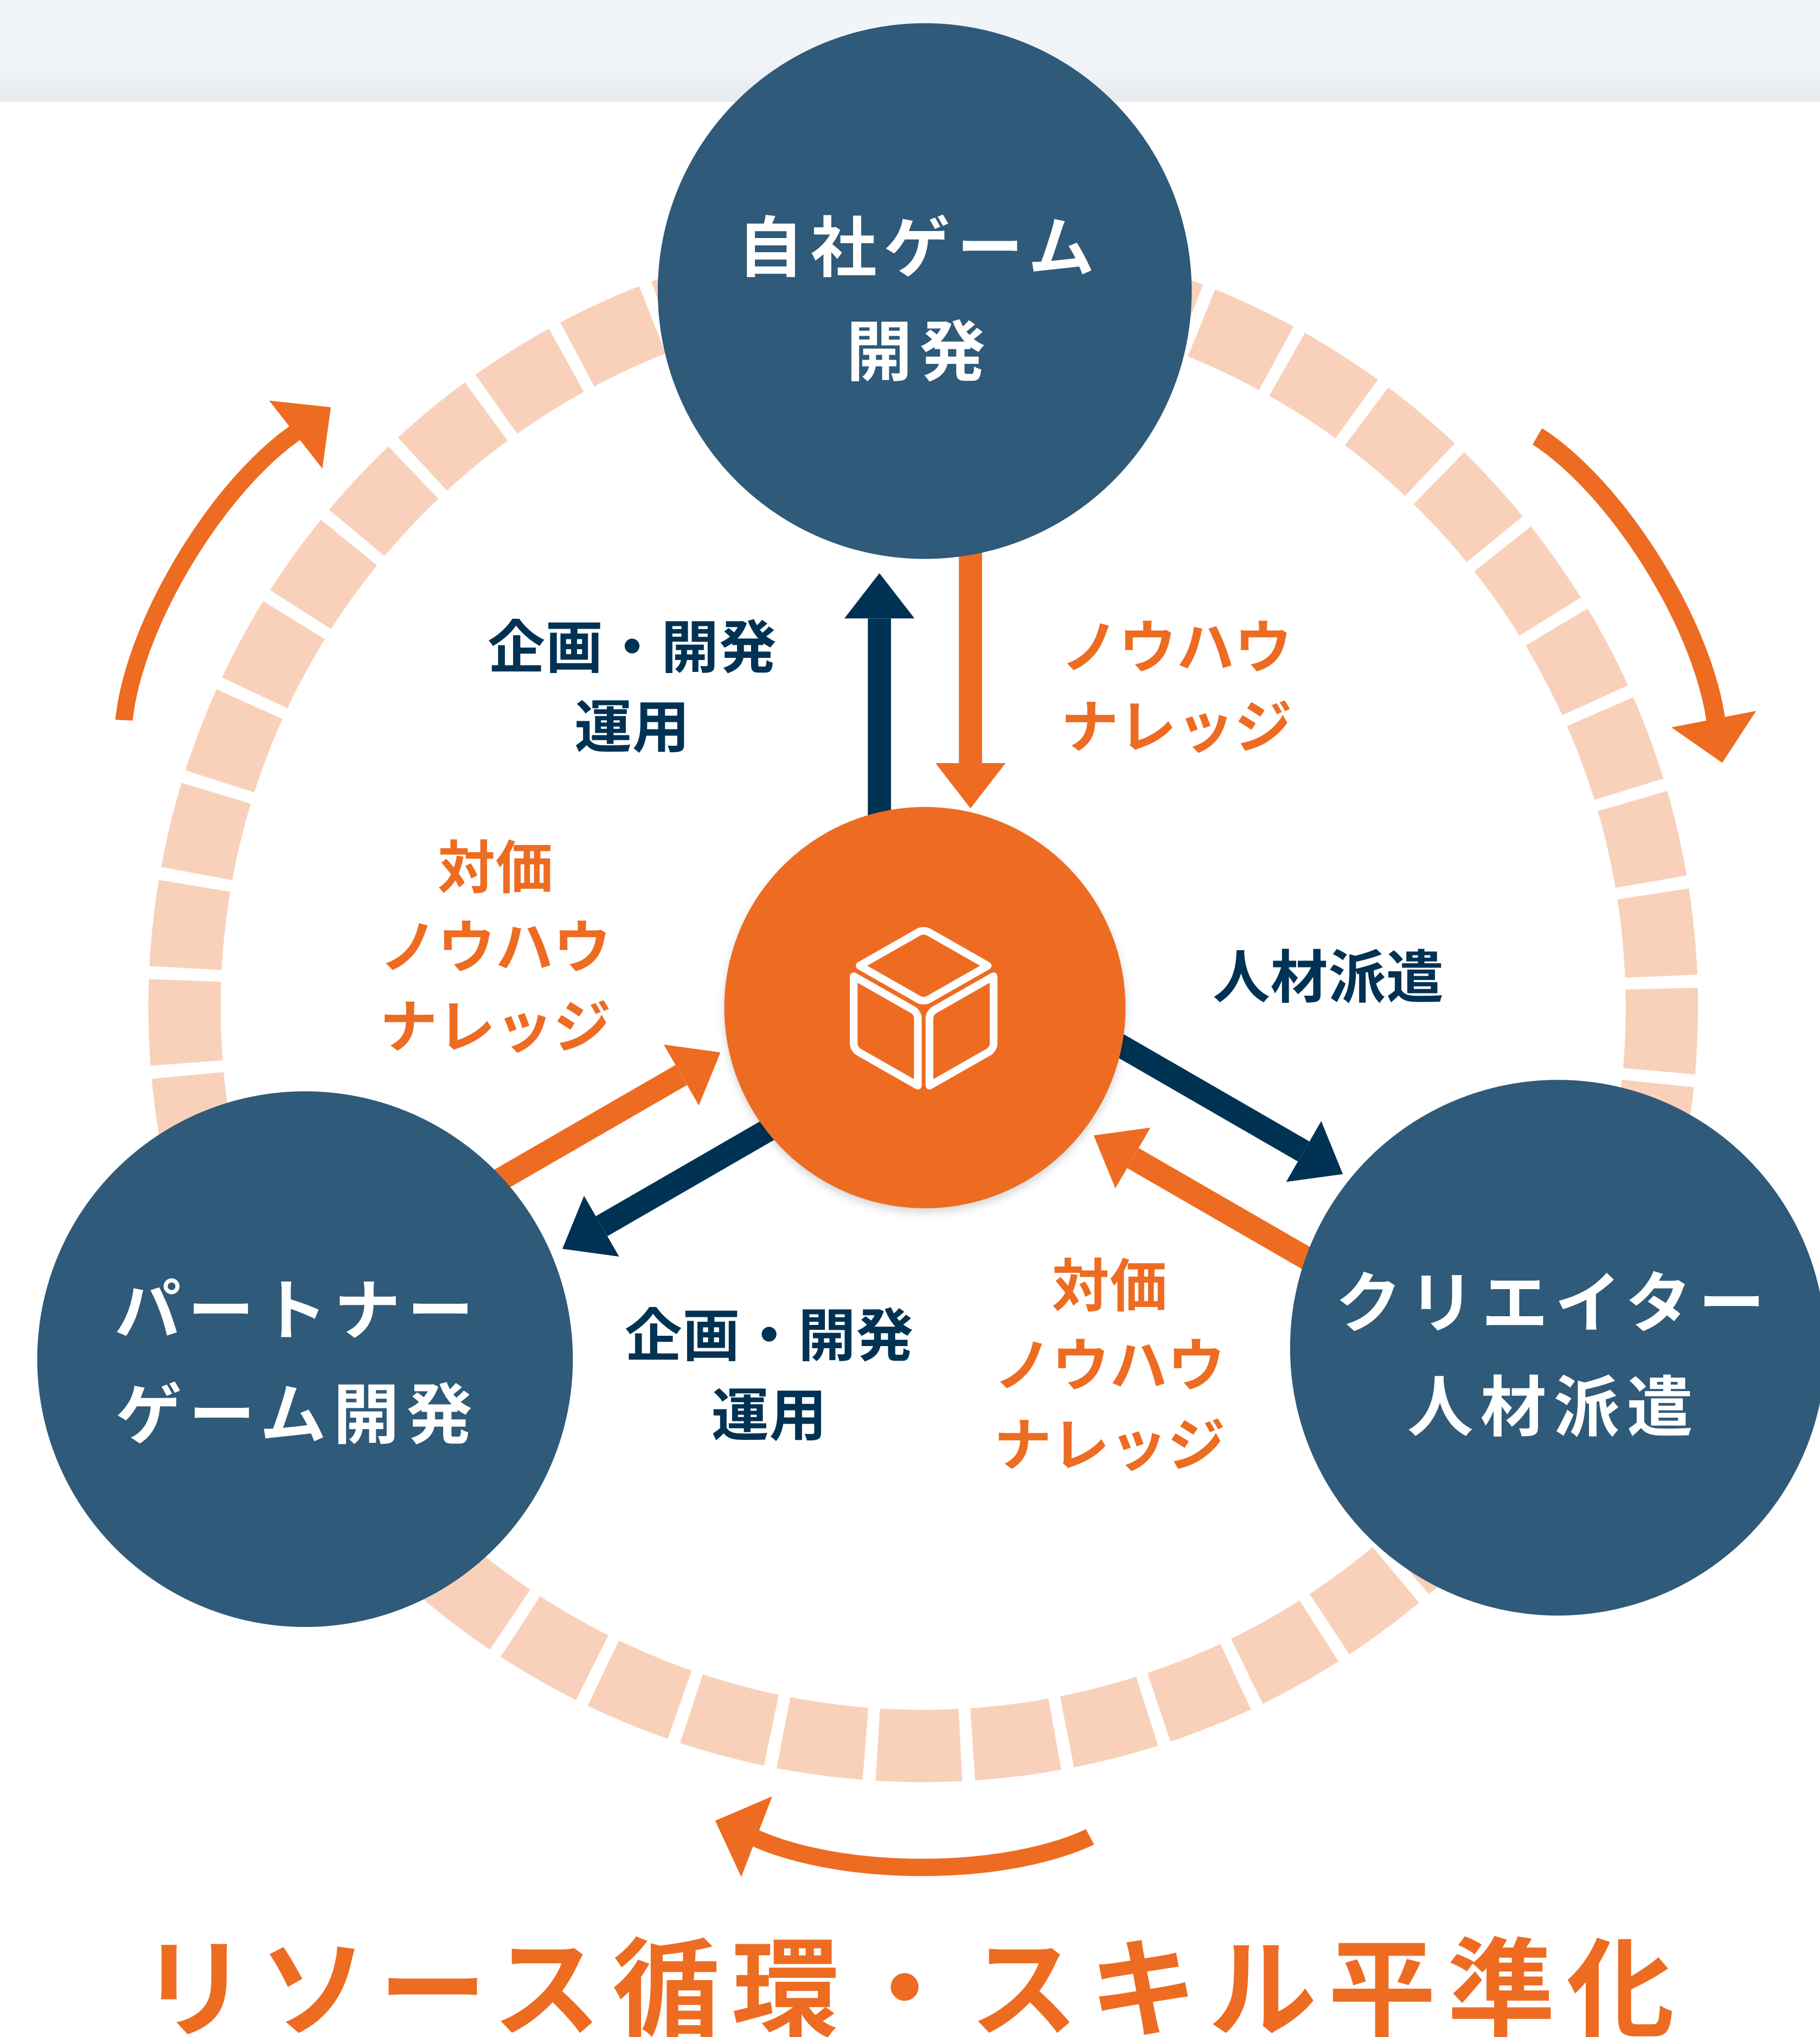 自社ゲーム
開発
企画・開発
運用
ノウハウ
ナレッジ
対価
ノウハウ
ナレッジ
人材派遣
パートナー
ゲーム開発
企画・開発
運用
対価
ノウハウ
ナレッジ
クリエイター
人材派遣
リソース循環・スキル平準化